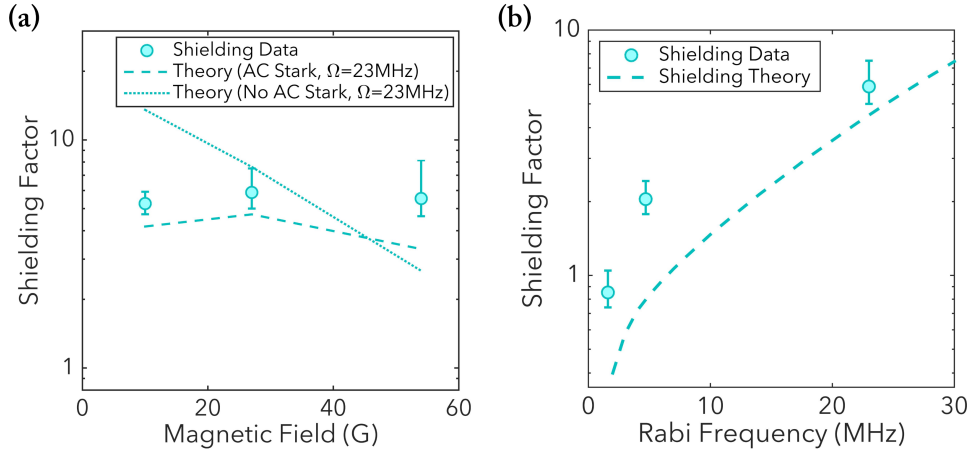 (a)
Shielding Data
Theory (AC Stark, Ω=23MHz)
Theory (No AC Stark, Ω=23MHz)
10
1
Shielding Factor
0
20
40
60
Magnetic Field (G)
(b)
Shielding Data
Shielding Theory
10
1
Shielding Factor
0
10
20
30
Rabi Frequency (MHz)